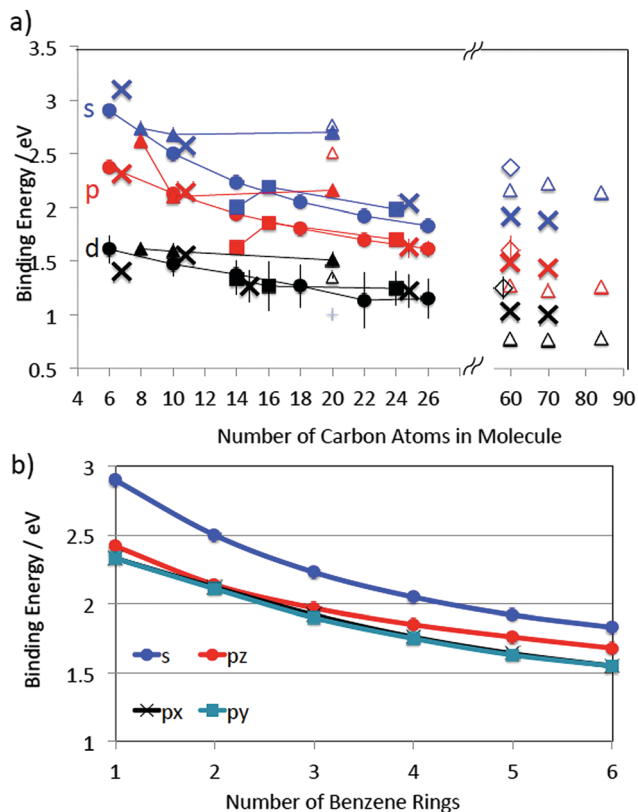 a)
3.5
3
2.5
2
1.5
1
0.5
Binding Energy / eV
s
p
d
4 6 8 10 12 14 16 18 20 22 24 26 60 70 80 90
Number of Carbon Atoms in Molecule
b)
3
2.5
2
1.5
1
Binding Energy / eV
s pz
px py
1 2 3 4 5 6
Number of Benzene Rings